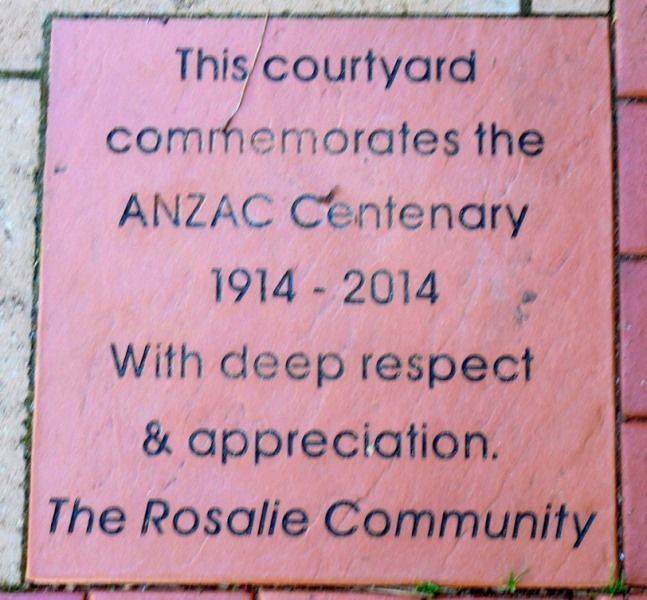 This courtyard
commemorates the
ANZAC Centenary
1914 - 2014
With deep respect
& appreciation.
The Rosalie Community